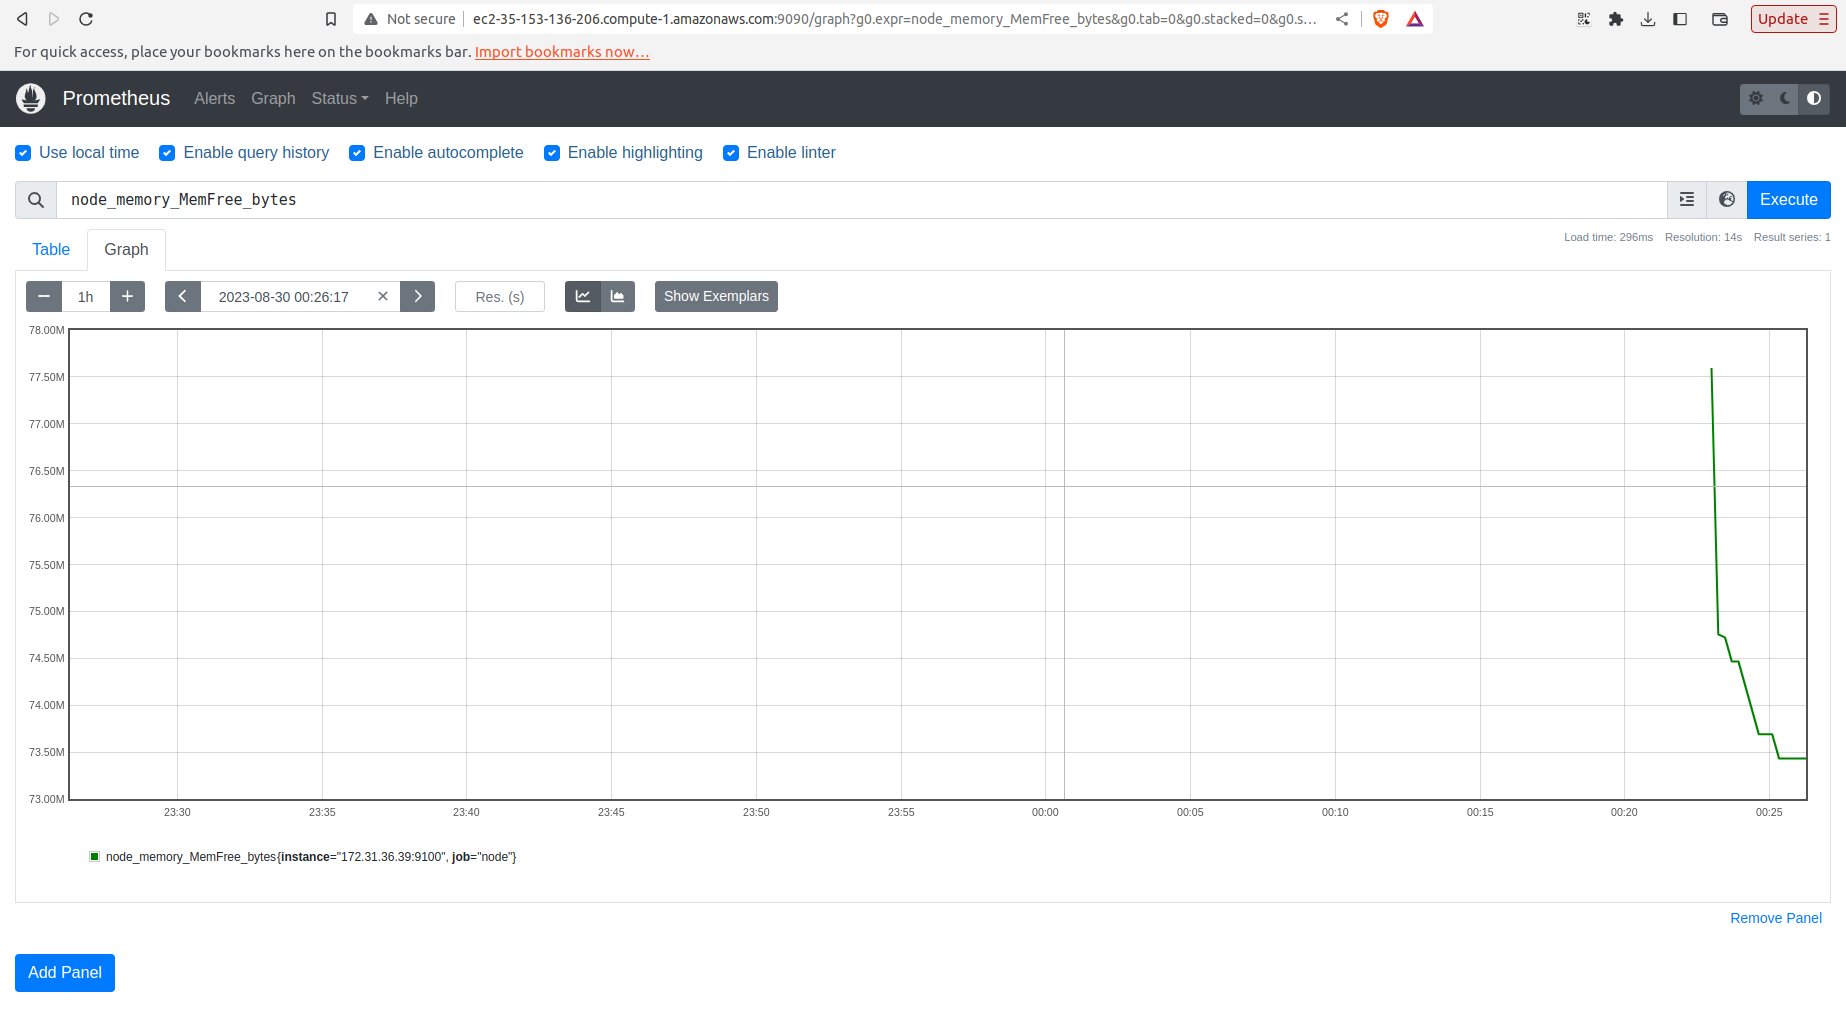 Not secure ec2-35-153-136-206.compute-1.amazonaws.com:9090/graph?g0.expr=node_memory_MemFree_bytes&g0.tab=0&g0.stacked=0&g0.s... Update
For quick access, place your bookmarks here on the bookmarks bar. Import bookmarks now...
Prometheus Alerts Graph Status Help
Use local time Enable query history Enable autocomplete Enable highlighting Enable linter
node_memory_MemFree_bytes Execute
Table Graph Load time: 296ms Resolution: 14s Result series: 1
1h 2023-08-30 00:26:17 Res. (s) Show Exemplars
78.00M
77.50M
77.00M
76.50M
76.00M
75.50M
75.00M
74.50M
74.00M
73.50M
73.00M
23:30 23:35 23:40 23:45 23:50 23:55 00:00 00:05 00:10 00:15 00:20 00:25
node_memory_MemFree_bytes{instance="172.31.36.39:9100", job="node"}
Remove Panel
Add Panel